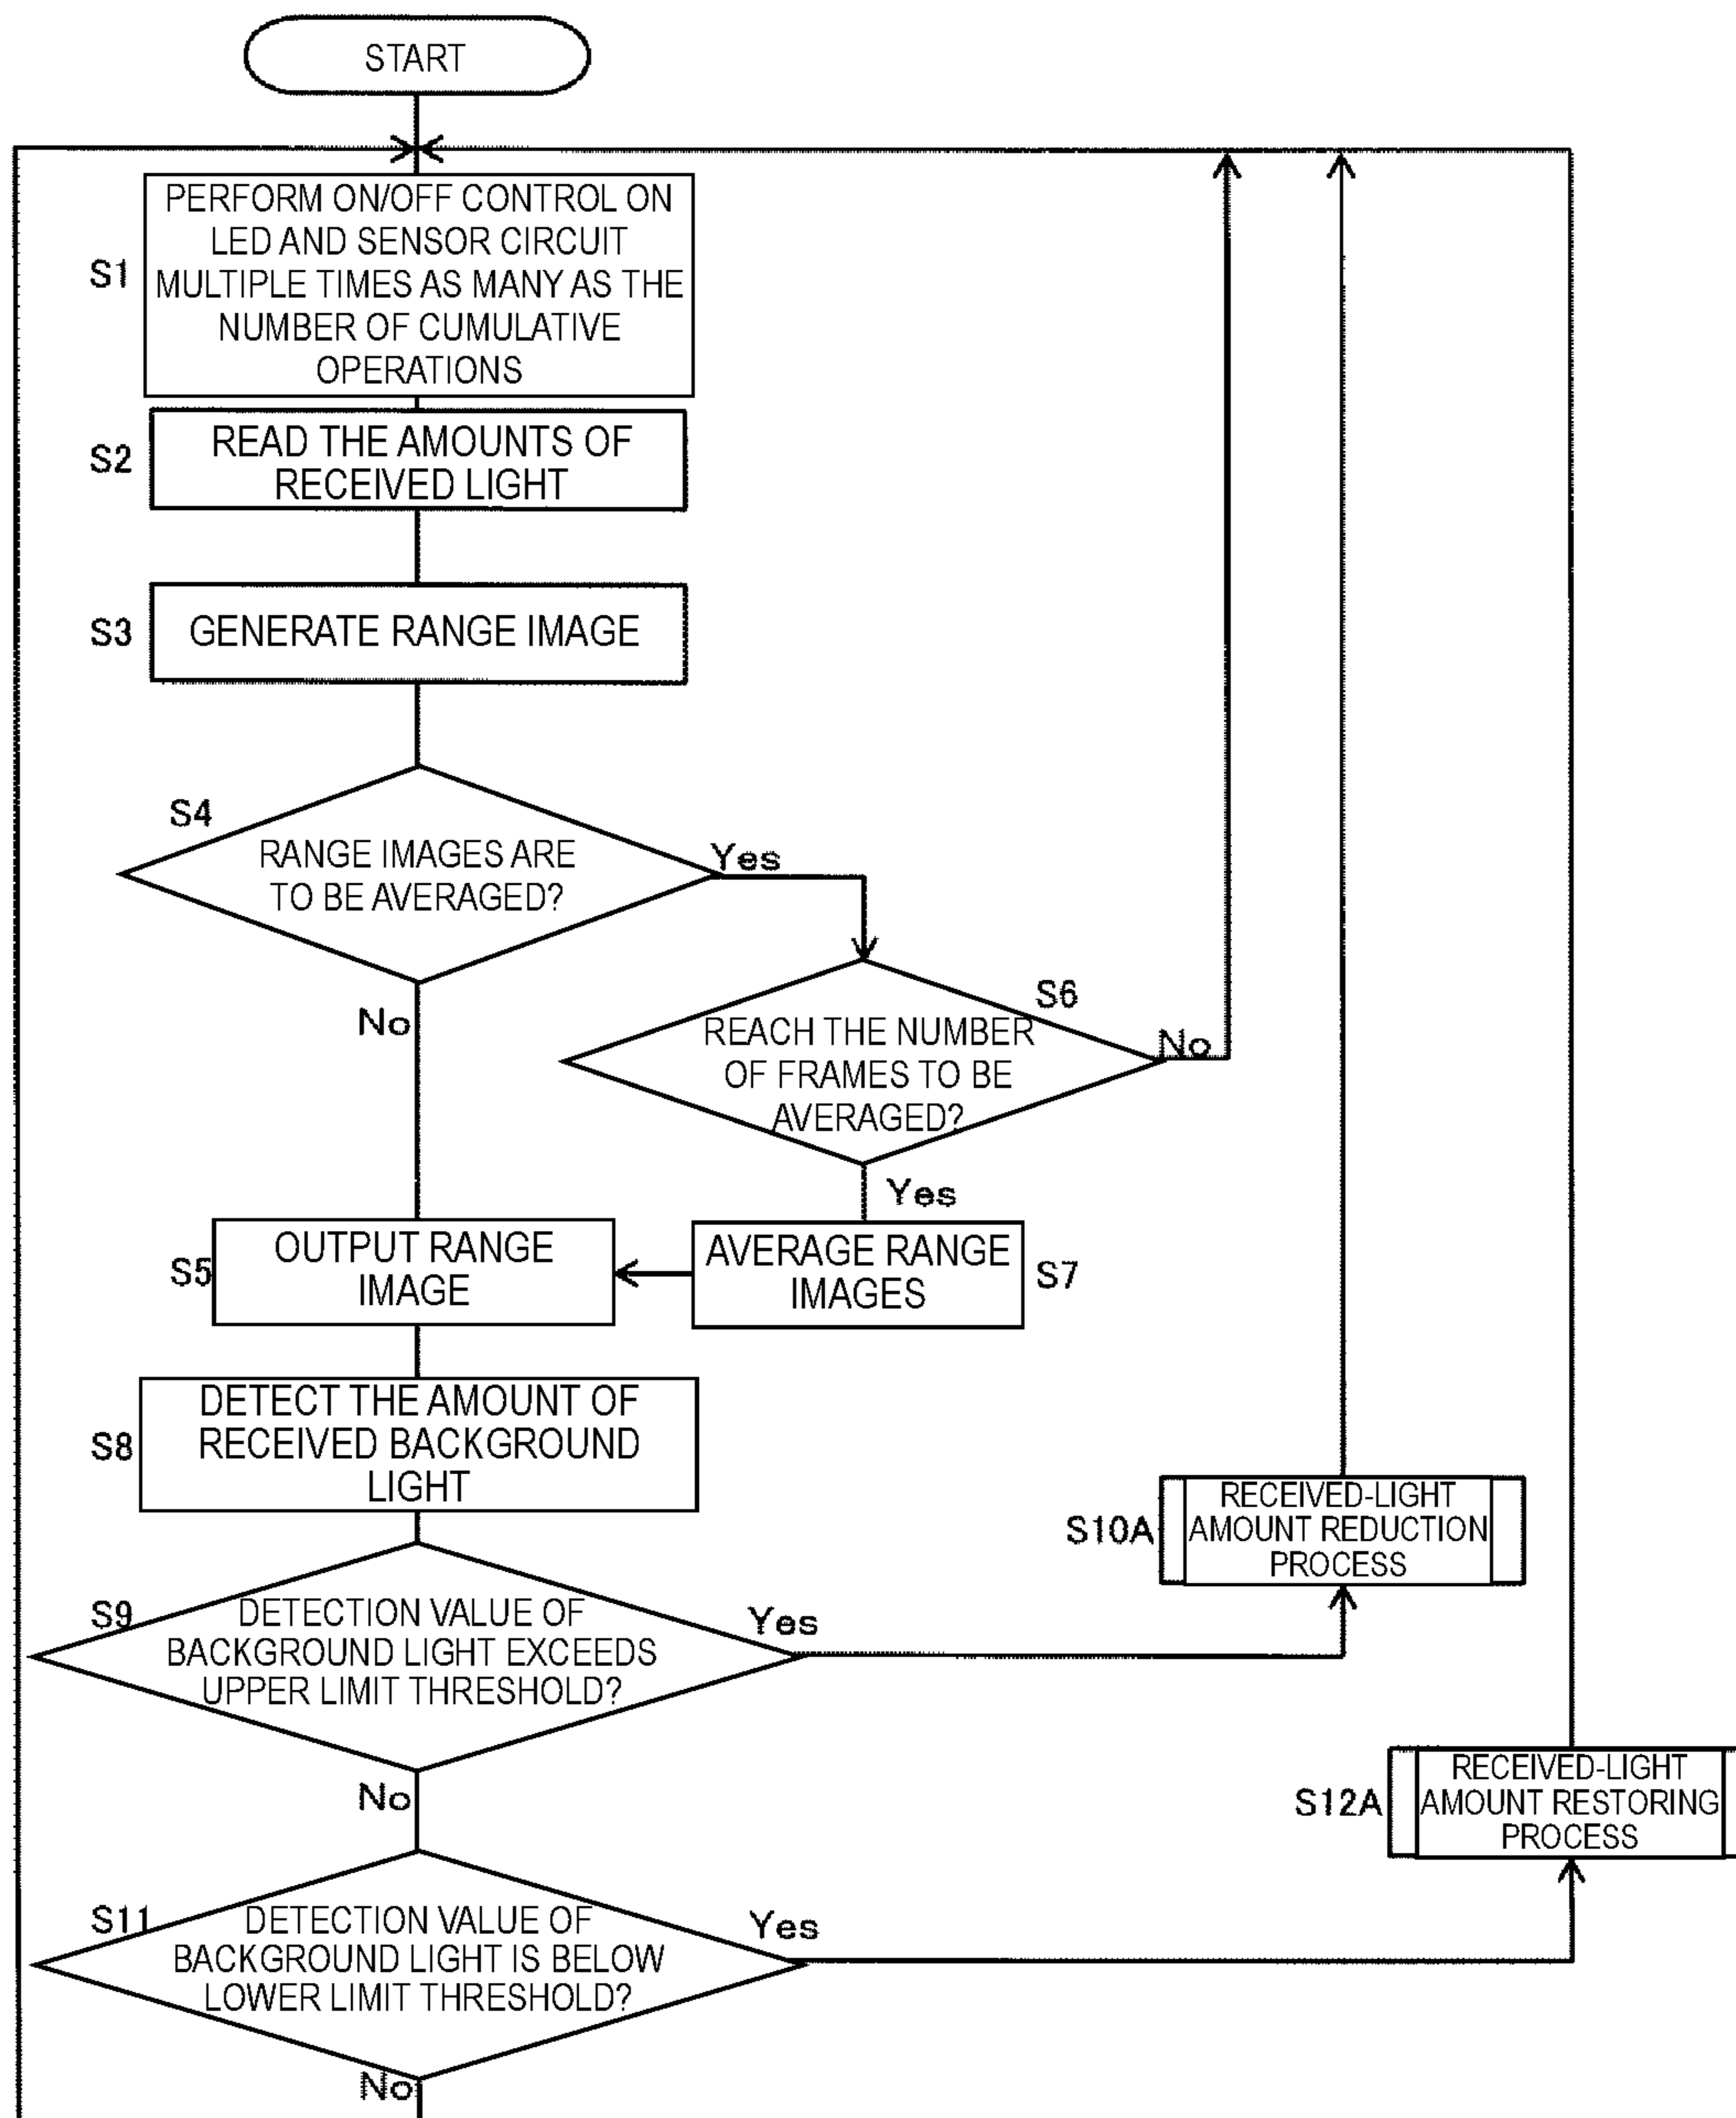 START
S1
PERFORM ON/OFF CONTROL ON
LED AND SENSOR CIRCUIT
MULTIPLE TIMES AS MANY AS THE
NUMBER OF CUMULATIVE
OPERATIONS
S2
READ THE AMOUNTS OF
RECEIVED LIGHT
S3
GENERATE RANGE IMAGE
S4
RANGE IMAGES ARE
TO BE AVERAGED?
Yes
No
S6
REACH THE NUMBER
OF FRAMES TO BE
AVERAGED?
No
Yes
S5
OUTPUT RANGE
IMAGE
AVERAGE RANGE
IMAGES
S7
S8
DETECT THE AMOUNT OF
RECEIVED BACKGROUND
LIGHT
S10A
RECEIVED-LIGHT
AMOUNT REDUCTION
PROCESS
S9
DETECTION VALUE OF
BACKGROUND LIGHT EXCEEDS
UPPER LIMIT THRESHOLD?
Yes
No
S12A
RECEIVED-LIGHT
AMOUNT RESTORING
PROCESS
S11
DETECTION VALUE OF
BACKGROUND LIGHT IS BELOW
LOWER LIMIT THRESHOLD?
Yes
No